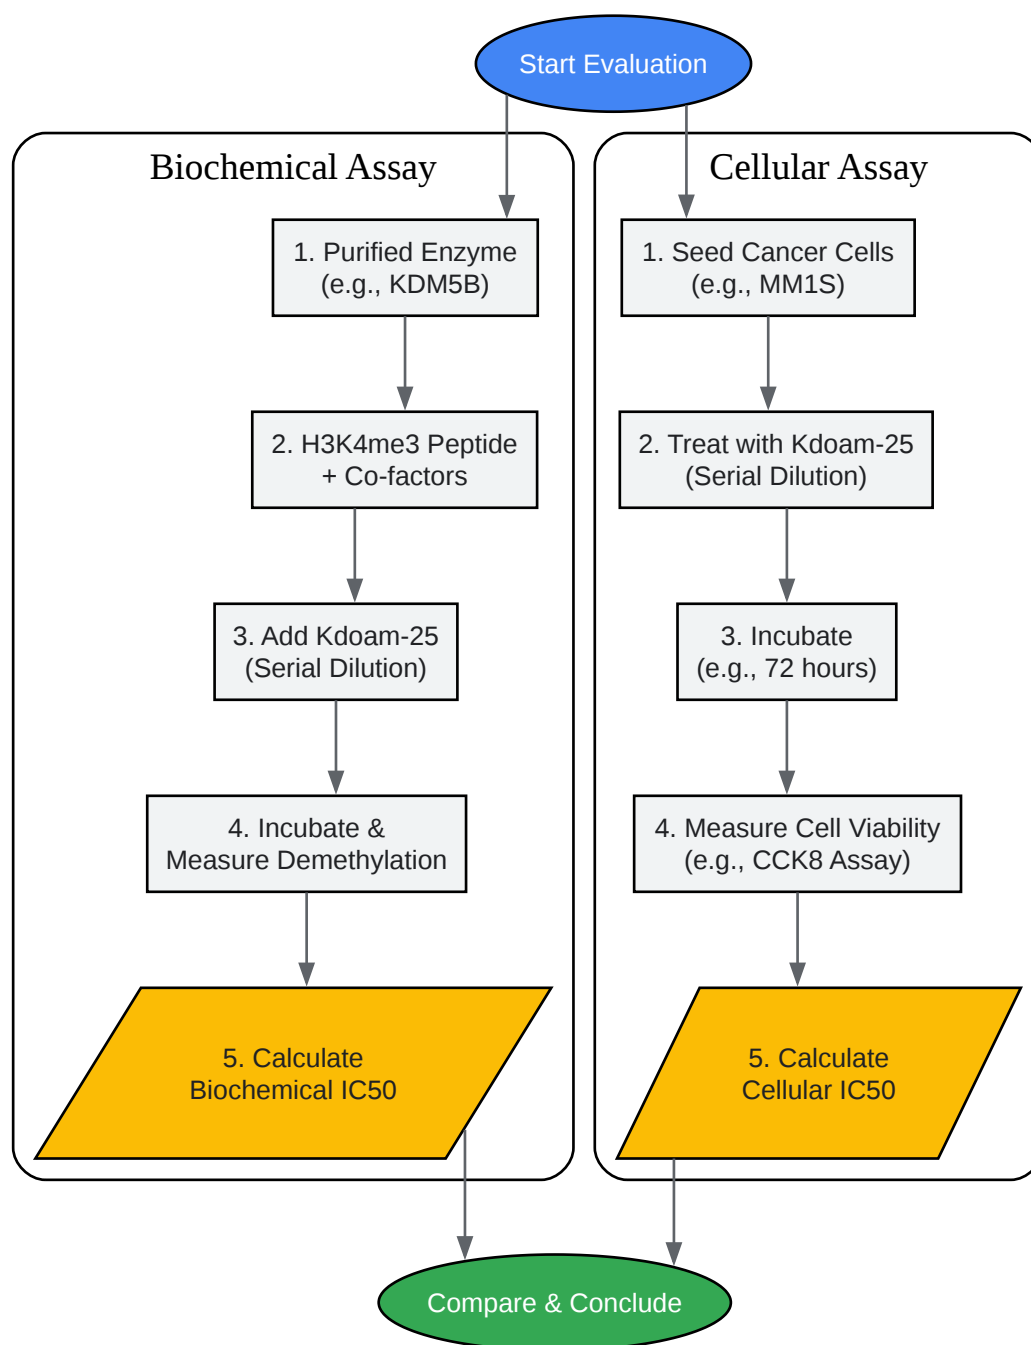 Start Evaluation
Biochemical Assay
1. Purified Enzyme
(e.g., KDM5B)
2. H3K4me3 Peptide
+ Co-factors
3. Add Kdoam-25
(Serial Dilution)
4. Incubate &
Measure Demethylation
5. Calculate
Biochemical IC50
Cellular Assay
1. Seed Cancer Cells
(e.g., MM1S)
2. Treat with Kdoam-25
(Serial Dilution)
3. Incubate
(e.g., 72 hours)
4. Measure Cell Viability
(e.g., CCK8 Assay)
5. Calculate
Cellular IC50
Compare & Conclude